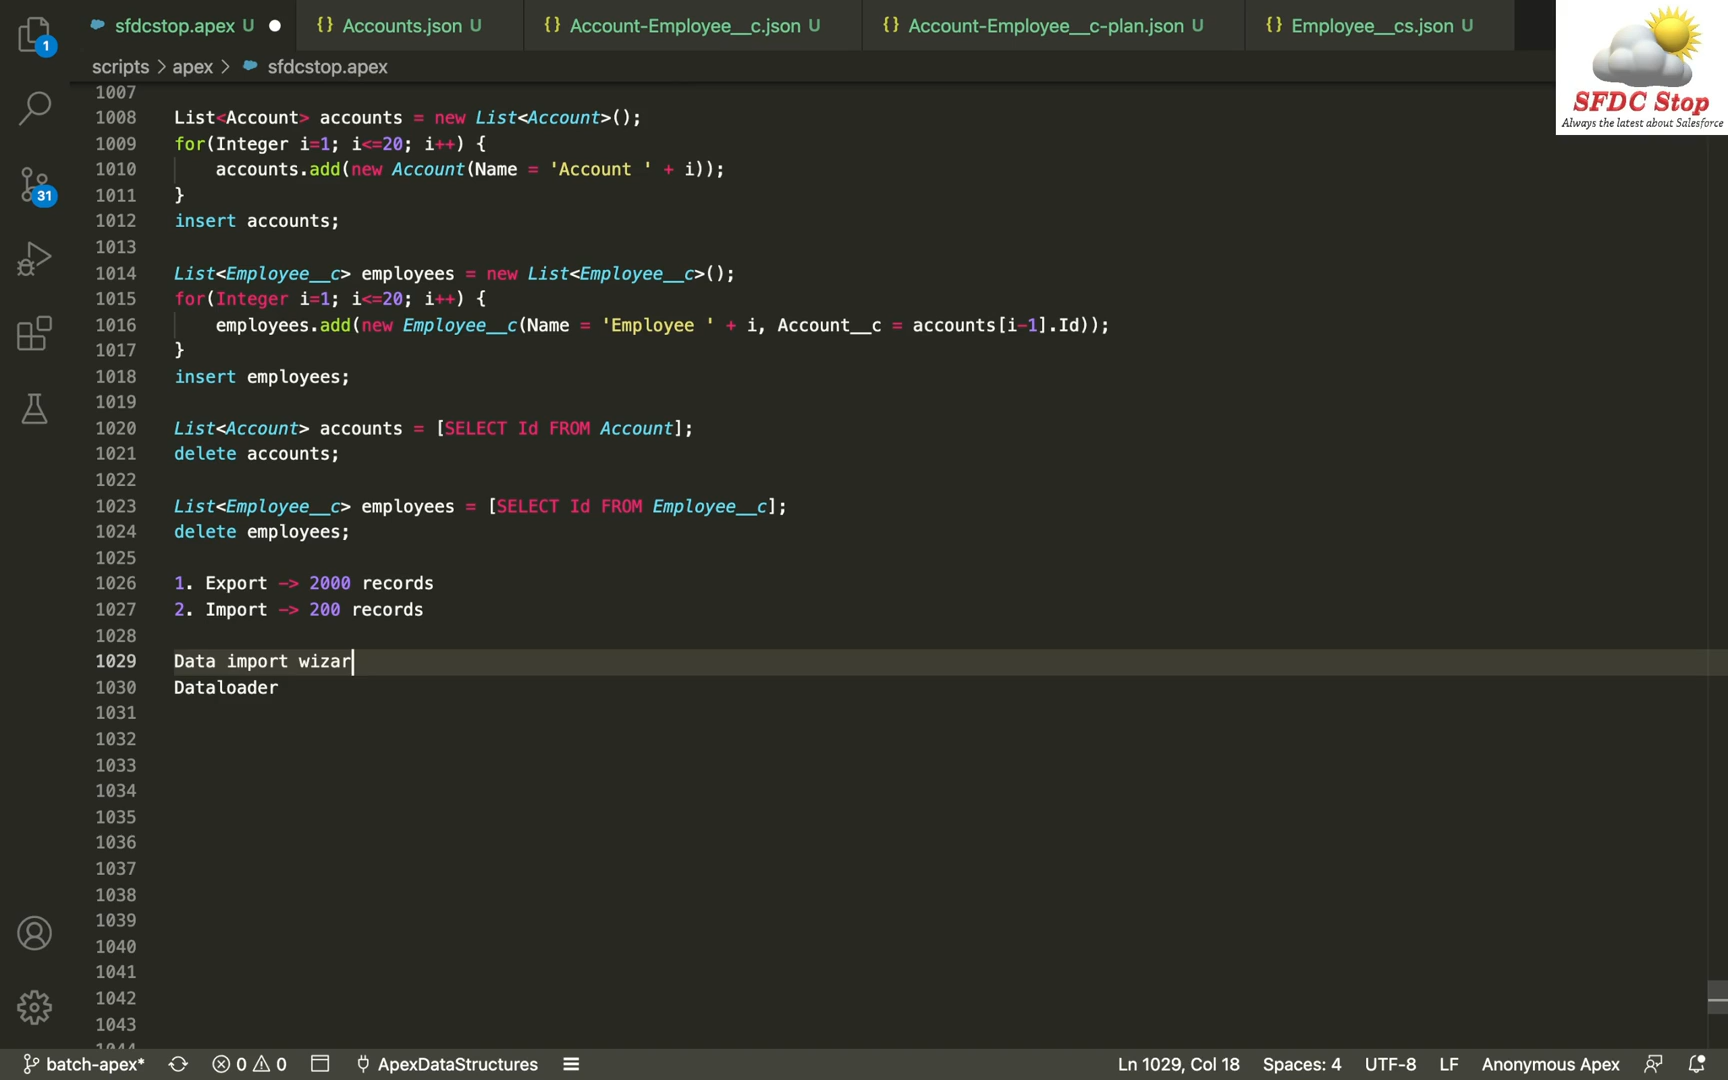 1
31
sfdcstop.apex U
{} Accounts.json U
{} Account-Employee__c.json U
{} Account-Employee__c-plan.json U
{} Employee__cs.json U
SFDC Stop
Always the latest about Salesforce
scripts > apex > sfdcstop.apex
1007
1008 List<Account> accounts = new List<Account>();
1009 for(Integer i=1; i<=20; i++) {
1010 accounts.add(new Account(Name = 'Account ' + i));
1011 }
1012 insert accounts;
1013
1014 List<Employee__c> employees = new List<Employee__c>();
1015 for(Integer i=1; i<=20; i++) {
1016 employees.add(new Employee__c(Name = 'Employee ' + i, Account__c = accounts[i-1].Id));
1017 }
1018 insert employees;
1019
1020 List<Account> accounts = [SELECT Id FROM Account];
1021 delete accounts;
1022
1023 List<Employee__c> employees = [SELECT Id FROM Employee__c];
1024 delete employees;
1025
1026 1. Export -> 2000 records
1027 2. Import -> 200 records
1028
1029 Data import wizar
1030 Dataloader
1031
1032
1033
1034
1035
1036
1037
1038
1039
1040
1041
1042
1043
batch-apex* 0 0 ApexDataStructures Ln 1029, Col 18 Spaces: 4 UTF-8 LF Anonymous Apex